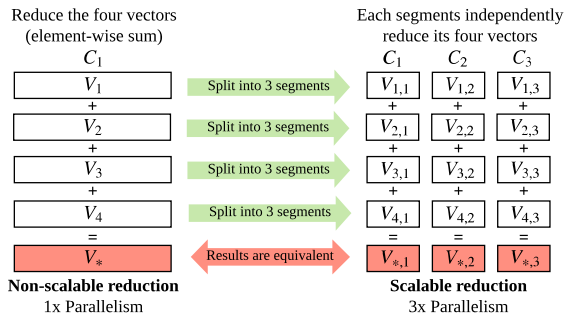 Reduce the four vectors
(element-wise sum)
Each segments independently
reduce its four vectors
C₁
C₁ C₂ C₃
V₁ Split into 3 segments V₁,₁ V₁,₂ V₁,₃
+ + + +
V₂ Split into 3 segments V₂,₁ V₂,₂ V₂,₃
+ + + +
V₃ Split into 3 segments V₃,₁ V₃,₂ V₃,₃
+ + + +
V₄ Split into 3 segments V₄,₁ V₄,₂ V₄,₃
= = = =
V* Results are equivalent V*,₁ V*,₂ V*,₃
Non-scalable reduction
1x Parallelism
Scalable reduction
3x Parallelism